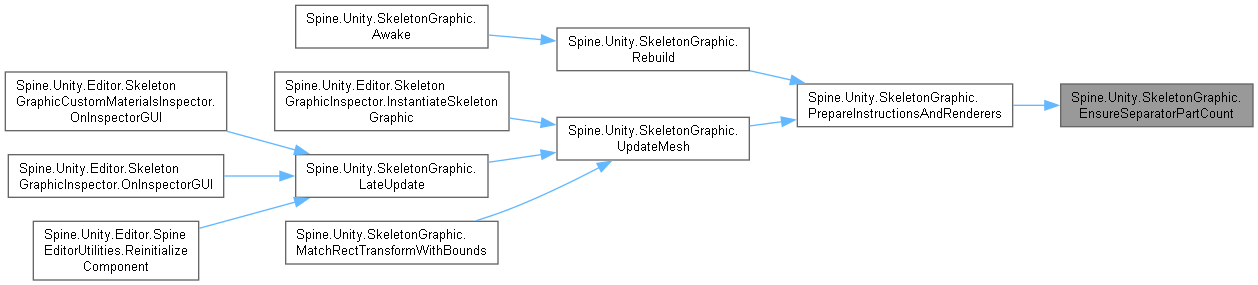 Spine.Unity.SkeletonGraphic.
Awake
Spine.Unity.SkeletonGraphic.
Rebuild
Spine.Unity.Editor.Skeleton
GraphicCustomMaterialsInspector.
OnInspectorGUI
Spine.Unity.Editor.Skeleton
GraphicInspector.InstantiateSkeleton
Graphic
Spine.Unity.SkeletonGraphic.
PrepareInstructionsAndRenderers
Spine.Unity.SkeletonGraphic.
EnsureSeparatorPartCount
Spine.Unity.SkeletonGraphic.
UpdateMesh
Spine.Unity.Editor.Skeleton
GraphicInspector.OnInspectorGUI
Spine.Unity.SkeletonGraphic.
LateUpdate
Spine.Unity.Editor.Spine
EditorUtilities.Reinitialize
Component
Spine.Unity.SkeletonGraphic.
MatchRectTransformWithBounds